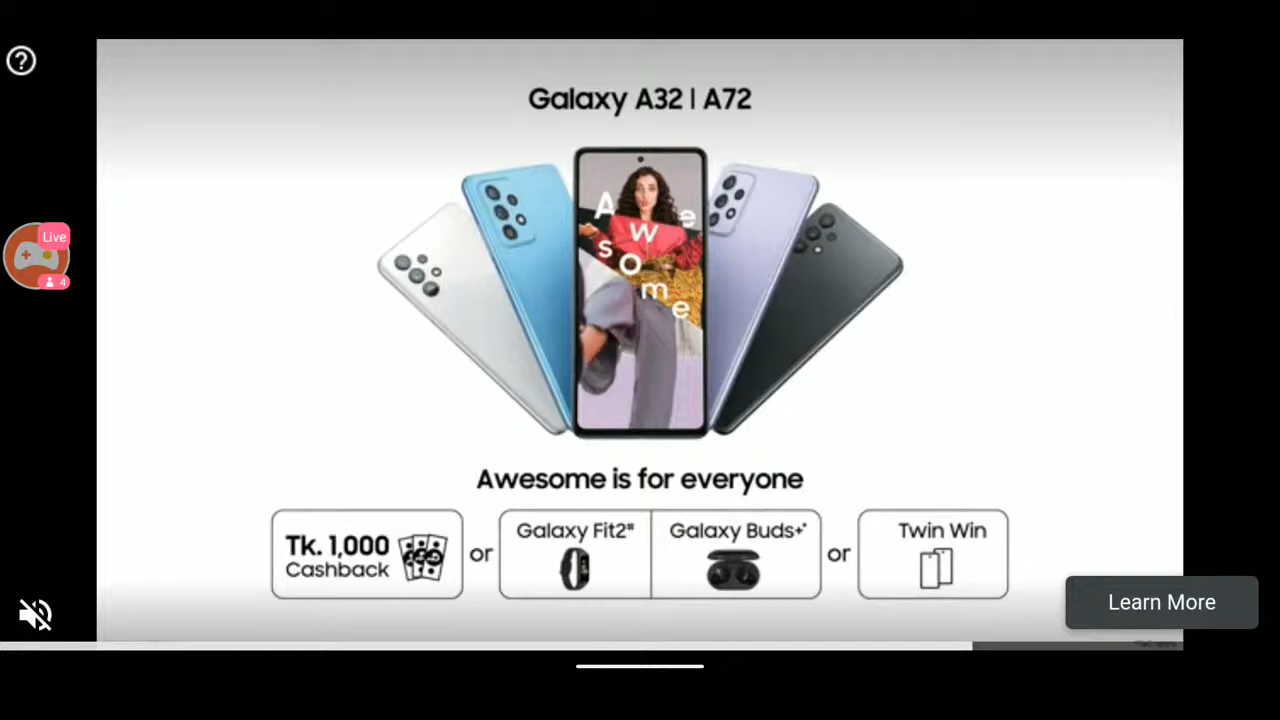 Galaxy A32 | A72
A
e
w
s
o
m
e
Live
4
Awesome is for everyone
Tk. 1,000
Cashback
or
Galaxy Fit2#
Galaxy Buds+*
or
Twin Win
Learn More